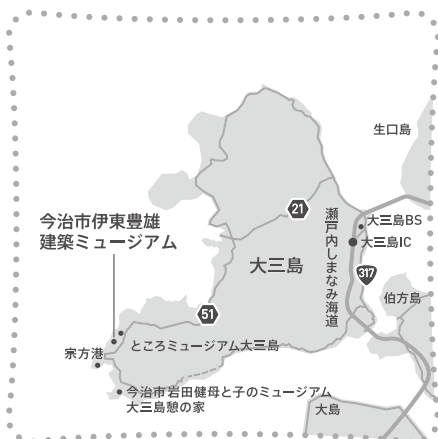 生口島
21
瀬戸内しまなみ海道
大三島BS
今治市伊東豊雄
建築ミュージアム
大三島IC
大三島
317
伯方島
51
ところミュージアム大三島
宗方港
今治市岩田健母と子のミュージアム
大三島憩の家
大島